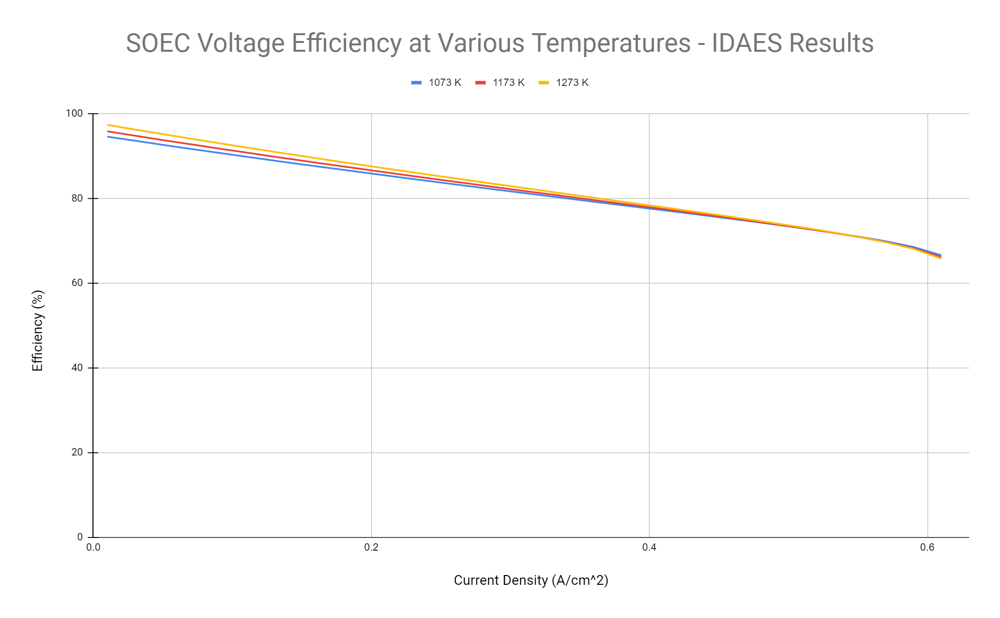 SOEC Voltage Efficiency at Various Temperatures - IDAES Results
1073 K 1173 K 1273 K
100
80
60
40
20
0
Efficiency (%)
0.0 0.2 0.4 0.6
Current Density (A/cm^2)